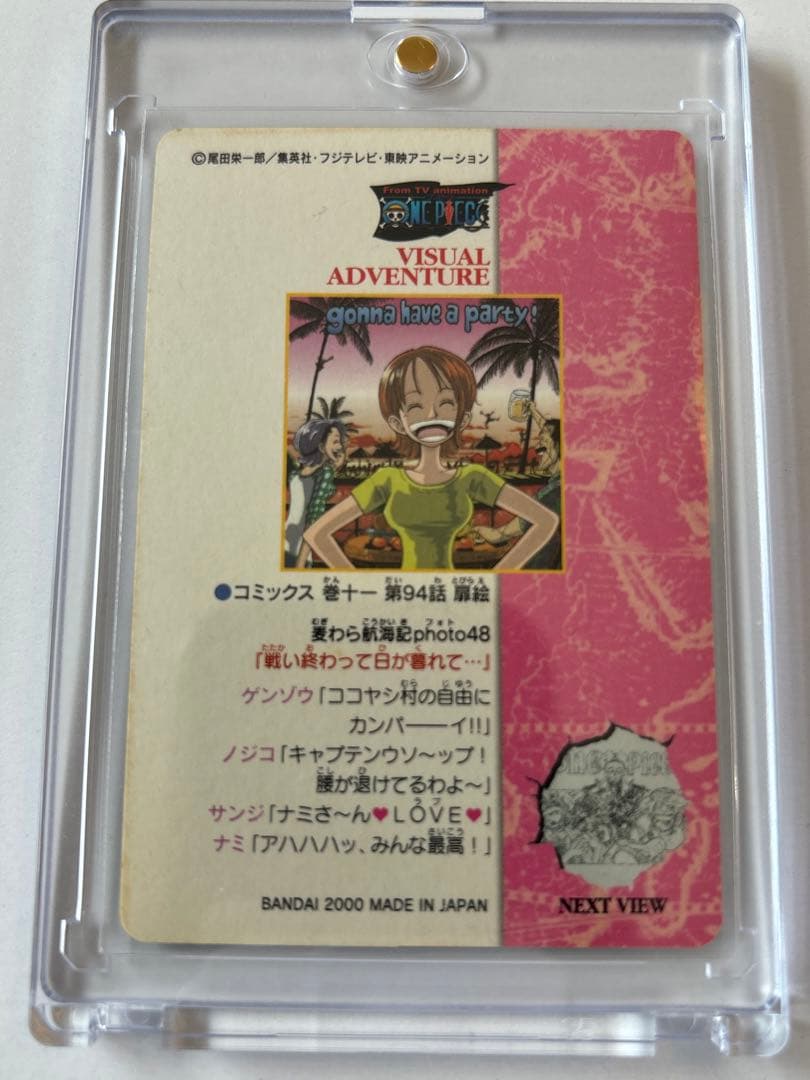 ©尾田栄一郎／集英社・フジテレビ・東映アニメーション
From TV animation
ONE PIECE
VISUAL
ADVENTURE
gonna have a party!
●コミックス 巻十一 第94話 扉絵
麦わら航海記photo48
「戦い終わって日が暮れて…」
ゲンゾウ「ココヤシ村の自由に
カンパーーイ!!」
ノジコ「キャプテンウソ〜ップ！
腰が退けてるわよ〜」
サンジ「ナミさ〜ん♥LOVE♥」
ナミ「アハハハッ、みんな最高！」
BANDAI 2000 MADE IN JAPAN
NEXT VIEW